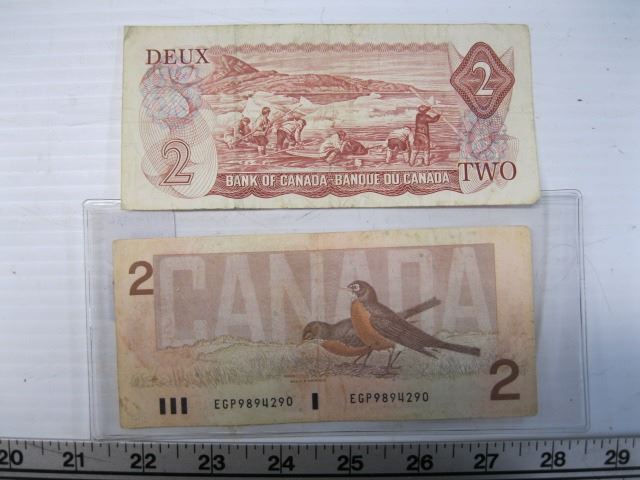 DEUX
2
2
TWO
BANK OF CANADA - BANQUE DU CANADA
2
CANADA
2
EGP9894290 EGP9894290
20 21 22 23 24 25 26 27 28 29